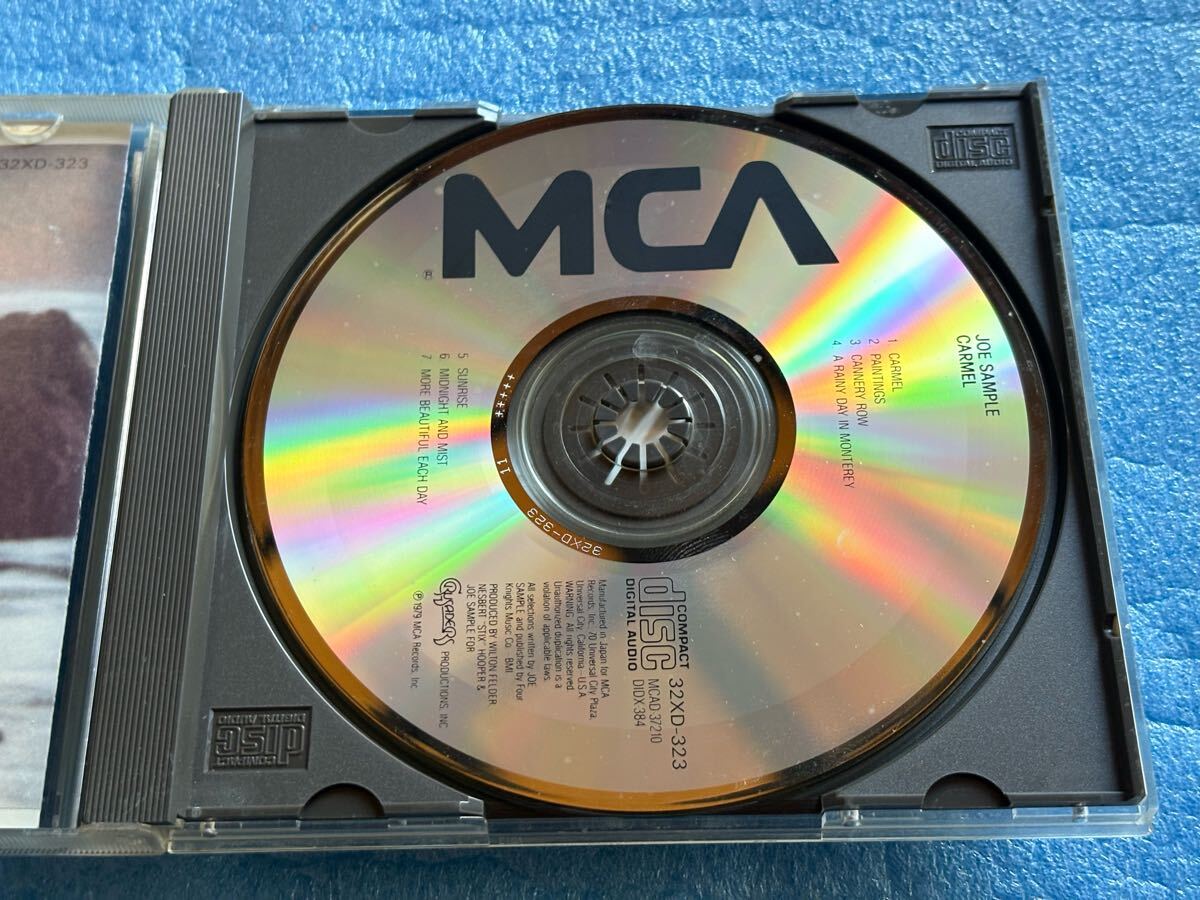 32XD-323
COMPACT
disc
DIGITAL AUDIO
MCA
®
JOE SAMPLE
CARMEL
1 CARMEL
2 PAINTINGS
3 CANNERY ROW
4 A RAINY DAY IN MONTEREY
5 SUNRISE
6 MIDNIGHT AND MIST
7 MORE BEAUTIFUL EACH DAY
32XD-323 11 +++++
COMPACT
disc
DIGITAL AUDIO
32XD-323
MCAD-37210
DIDX 384
Manufactured in Japan for MCA
Records, Inc. 70 Universal City Plaza,
Universal City, California - U.S.A.
WARNING: All rights reserved.
Unauthorized duplication is a
violation of applicable laws.
All selections written by JOE
SAMPLE and published by Four
Knights Music Co. - BMI
PRODUCED BY WILTON FELDER
NESBERT "STIX" HOOPER &
JOE SAMPLE FOR
CRUSADERS PRODUCTIONS, INC
℗ 1979 MCA Records, Inc.
COMPACT
disc
DIGITAL AUDIO